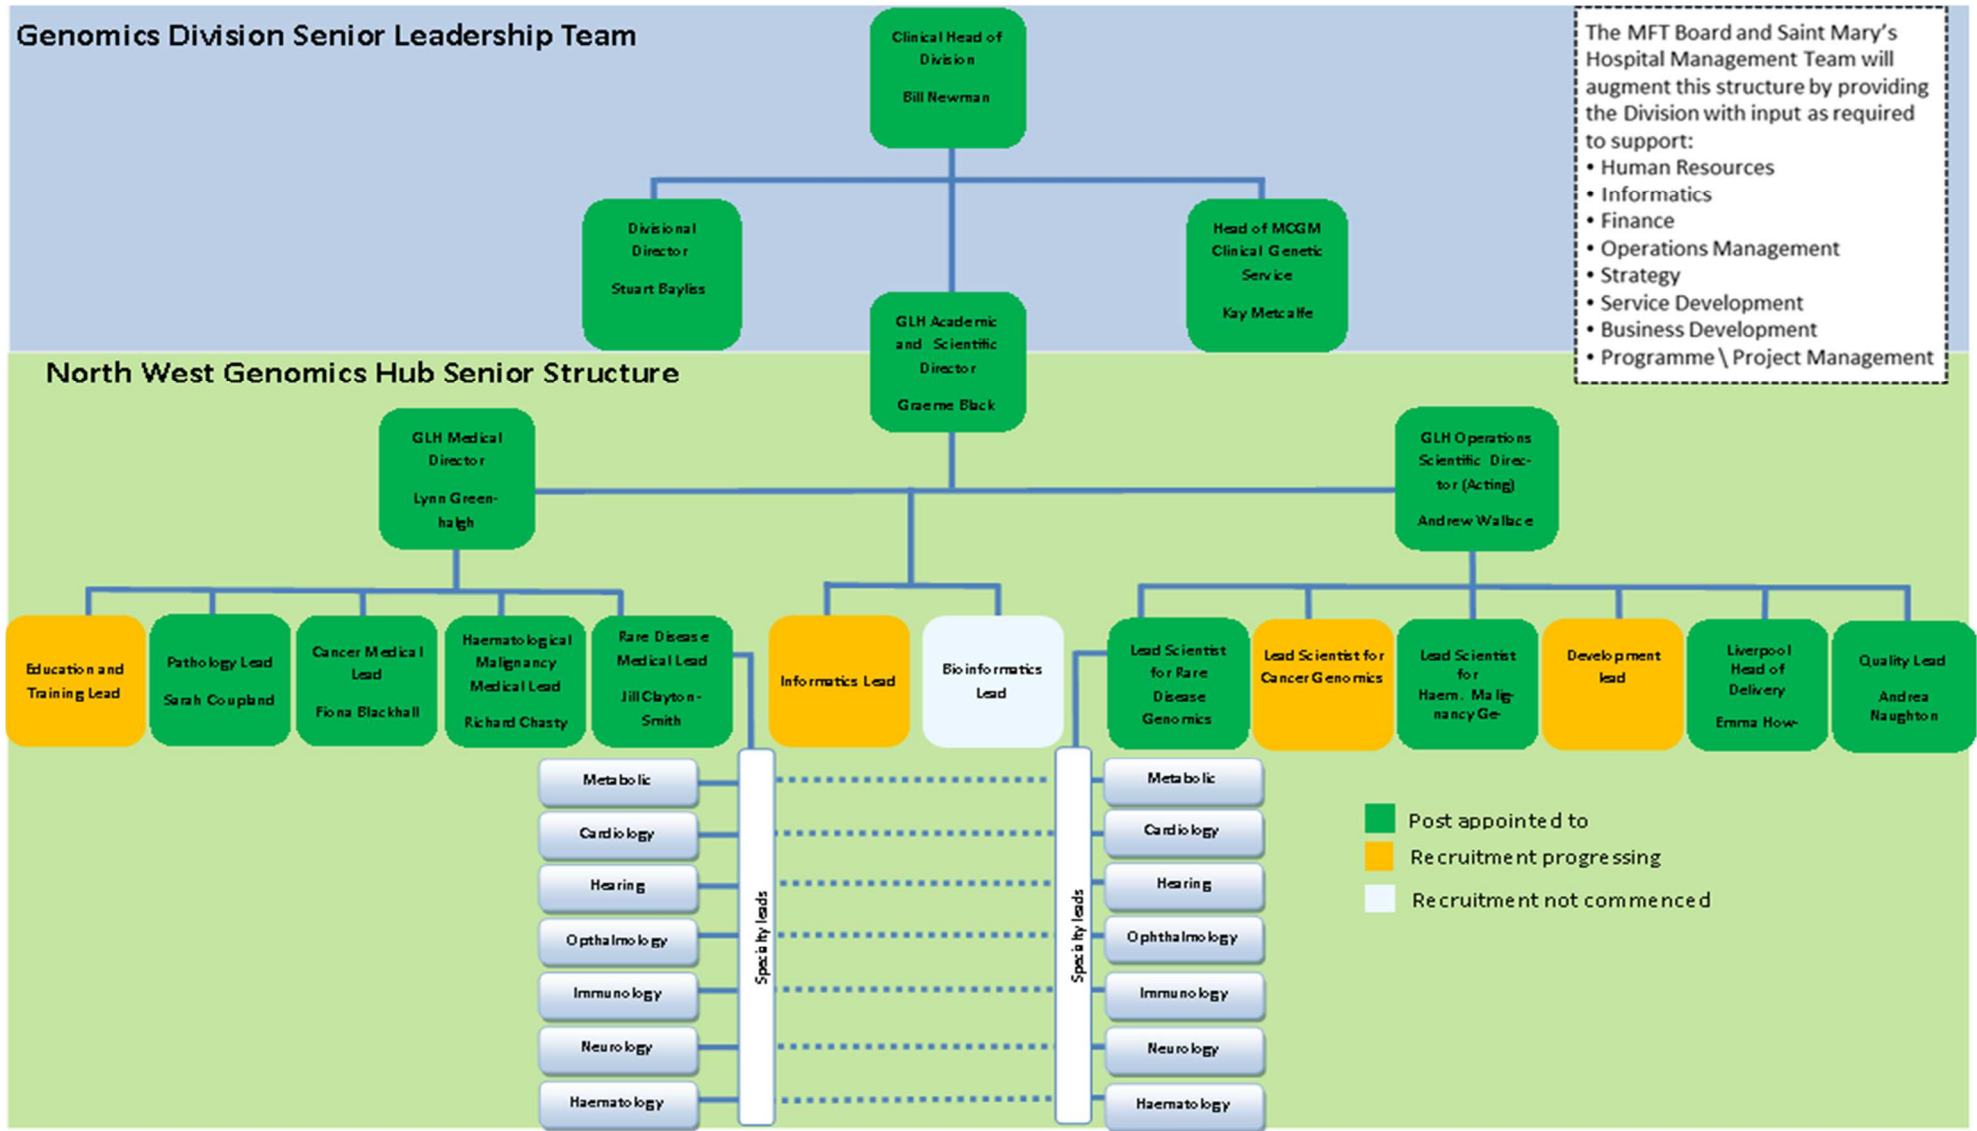 Genomics Division Senior Leadership Team
Clinical Head of
Division
Bill Newman
The MFT Board and Saint Mary's
Hospital Management Team will
augment this structure by providing
the Division with input as required
to support:
• Human Resources
• Informatics
• Finance
• Operations Management
• Strategy
• Service Development
• Business Development
• Programme \ Project Management
Divisional
Director
Stuart Bayliss
GLH Academic
and Scientific
Director
Graeme Black
Head of MCGM
Clinical Genetic
Service
Kay Metcalfe
North West Genomics Hub Senior Structure
GLH Medical
Director
Lynn Green-
halgh
GLH Operations
Scientific Direc-
tor (Acting)
Andrew Wallace
Education and
Training Lead
Pathology Lead
Sarah Coupland
Cancer Medical
Lead
Fiona Blackhall
Haematological
Malignancy
Medical Lead
Richard Chasty
Rare Disease
Medical Lead
Jill Clayton-
Smith
Informatics Lead
Bioinformatics
Lead
Lead Scientist
for Rare
Disease
Genomics
Lead Scientist for
Cancer Genomics
Lead Scientist
for
Haem. Malig-
nancy Ge-
Development
lead
Liverpool
Head of
Delivery
Emma How-
Quality Lead
Andrea
Naughton
Metabolic
Cardiology
Hearing
Opthalmology
Immunology
Neurology
Haematology
Specialty leads
Specialty leads
Metabolic
Cardiology
Hearing
Ophthalmology
Immunology
Neurology
Haematology
Post appointed to
Recruitment progressing
Recruitment not commenced